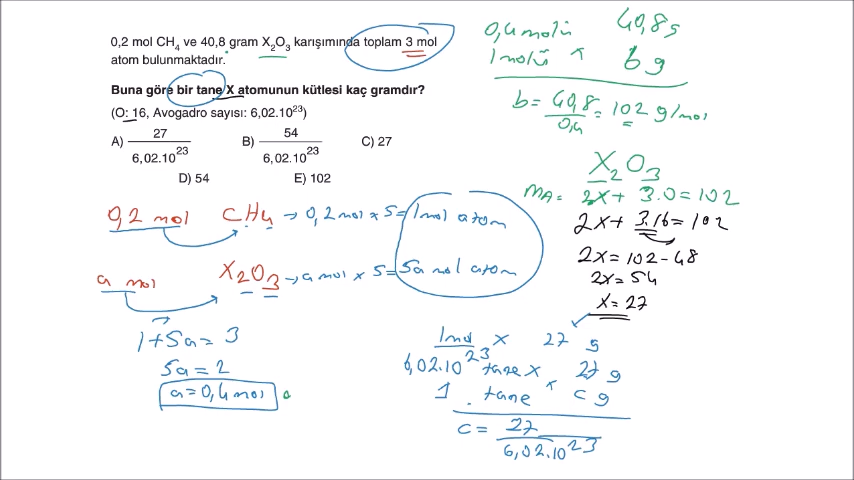 0,2 mol CH4 ve 40,8 gram X2O3 karışımında toplam 3 mol
atom bulunmaktadır.
Buna göre bir tane X atomunun kütlesi kaç gramdır?
(O: 16, Avogadro sayısı: 6,02.10^23)
A) 27/6,02.10^23 B) 54/6,02.10^23 C) 27
D) 54 E) 102
0,2 mol CH4 → 0,2 mol x 5 = 1mol atom
a mol X2O3 → a mol x 5 = 5a mol atom
1+5a = 3
5a = 2
a = 0,4 mol
0,4 molü 40,8 g
1 molü x b g
b = 40,8/0,4 = 102 g/mol
X2O3
MA = 2X + 3.O = 102
2X + 3.16 = 102
2X = 102 - 48
2X = 54
X = 27
1mol x 27 g
6,02.10^23 tane x 27 g
1 tane x c g
c = 27/6,02.10^23